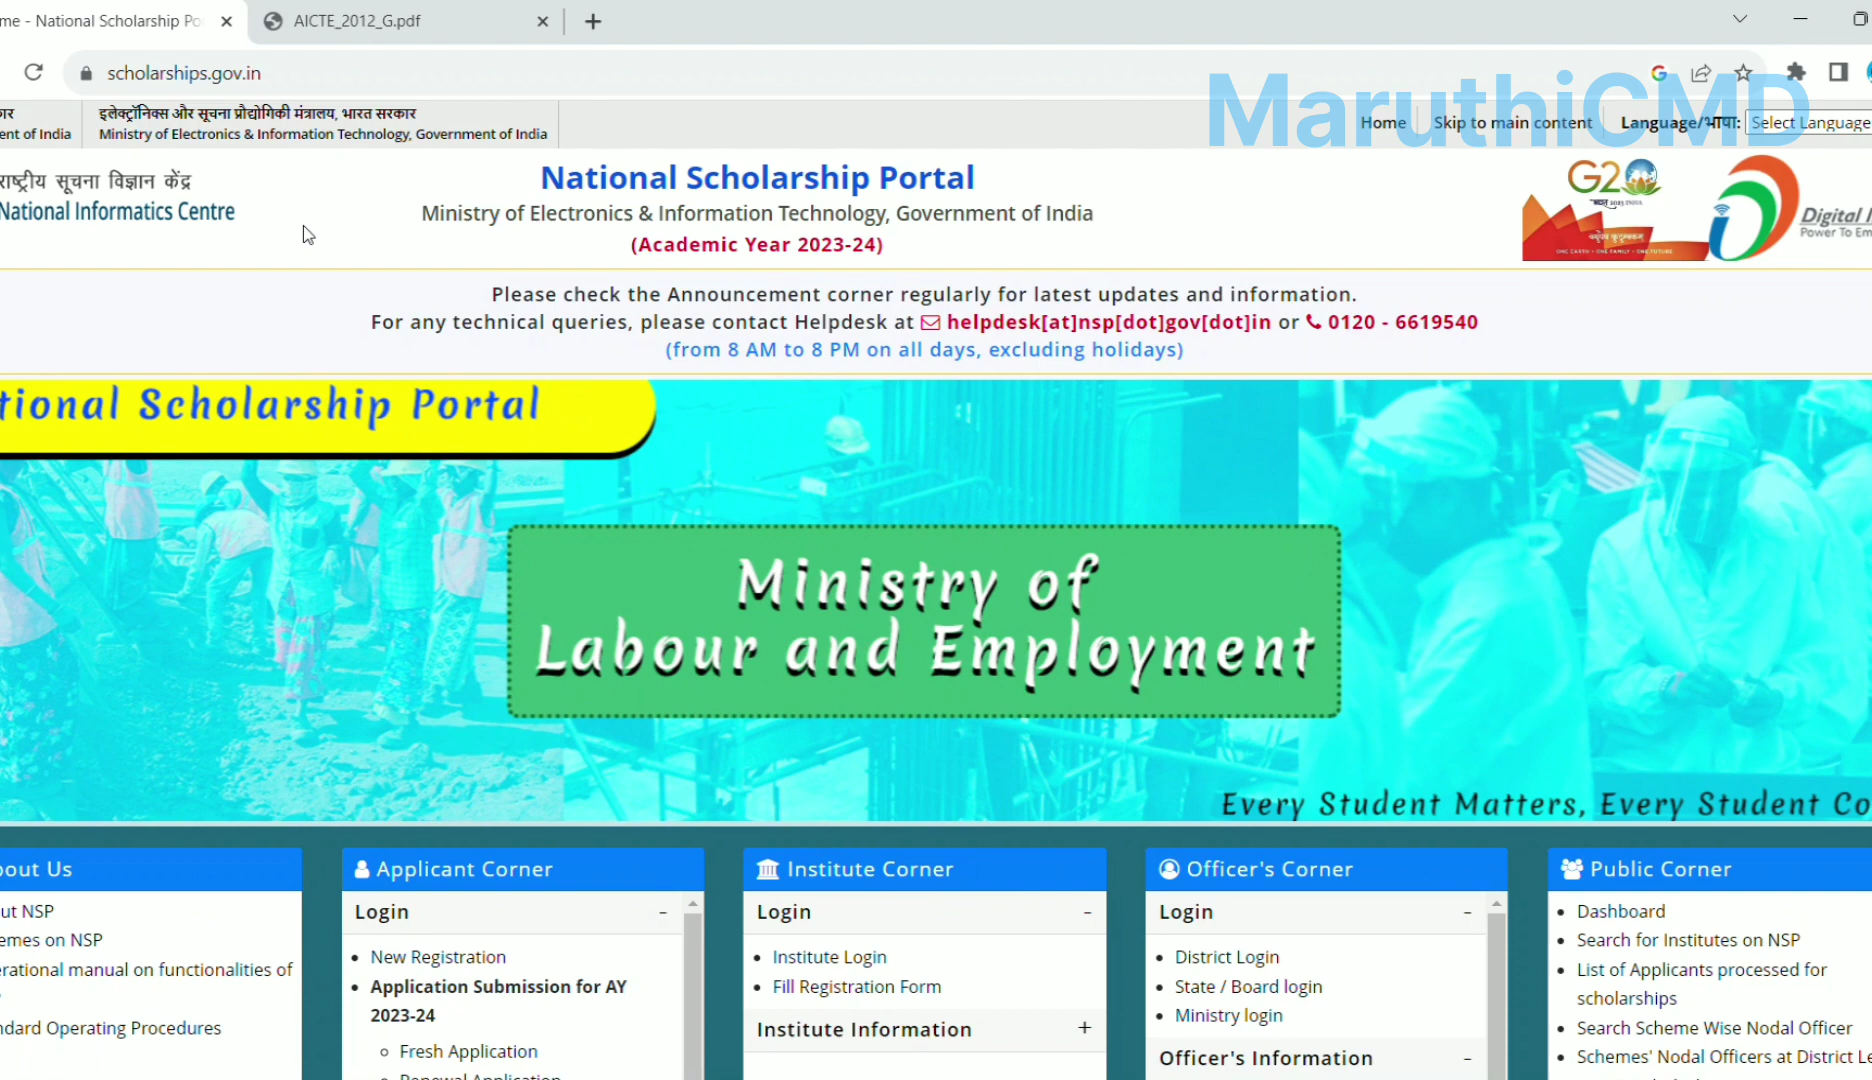 me - National Scholarship Po
AICTE_2012_G.pdf
scholarships.gov.in
MaruthiCMD
कार
ent of India
इलेक्ट्रॉनिक्स और सूचना प्रौद्योगिकी मंत्रालय, भारत सरकार
Ministry of Electronics & Information Technology, Government of India
Home
Skip to main content
Language/भाषा:
Select Language
राष्ट्रीय सूचना विज्ञान केंद्र
National Informatics Centre
National Scholarship Portal
Ministry of Electronics & Information Technology, Government of India
(Academic Year 2023-24)
G20
Digital I
Power To Em
Please check the Announcement corner regularly for latest updates and information.
For any technical queries, please contact Helpdesk at helpdesk[at]nsp[dot]gov[dot]in or 0120 - 6619540
(from 8 AM to 8 PM on all days, excluding holidays)
tional Scholarship Portal
Ministry of
Labour and Employment
Every Student Matters, Every Student Co
bout Us
ut NSP
emes on NSP
erational manual on functionalities of
ndard Operating Procedures
Applicant Corner
Login -
New Registration
Application Submission for AY
2023-24
Fresh Application
Renewal Application
Institute Corner
Login -
Institute Login
Fill Registration Form
Institute Information +
Officer's Corner
Login -
District Login
State / Board login
Ministry login
Officer's Information -
Public Corner
Dashboard
Search for Institutes on NSP
List of Applicants processed for
scholarships
Search Scheme Wise Nodal Officer
Schemes' Nodal Officers at District Le